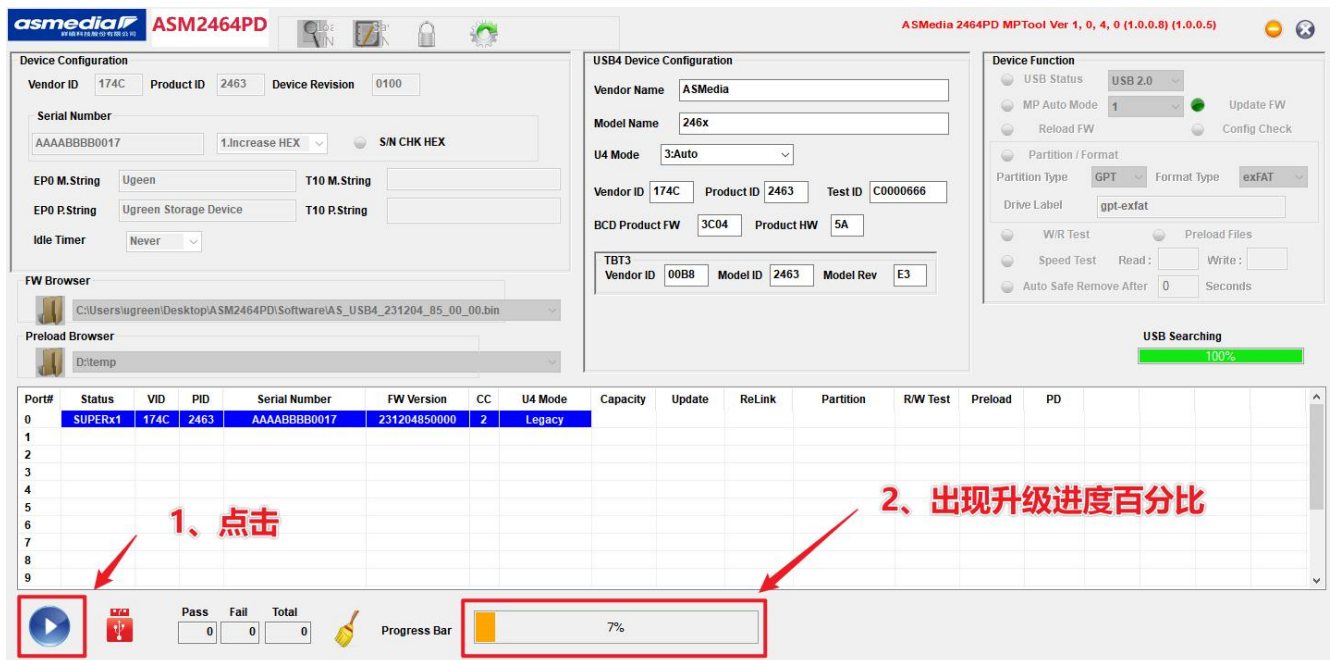 asmedia
祥碩科技股份有限公司
ASM2464PD
ASMedia 2464PD MPTool Ver 1, 0, 4, 0 (1.0.0.8) (1.0.0.5)
Device Configuration
Vendor ID 174C Product ID 2463 Device Revision 0100
Serial Number
AAAABBBB0017 1.Increase HEX S/N CHK HEX
EP0 M.String Ugeen T10 M.String
EP0 P.String Ugreen Storage Device T10 P.String
Idle Timer Never
FW Browser
C:\Users\ugreen\Desktop\ASM2464PD\Software\AS_USB4_231204_85_00_00.bin
Preload Browser
D:\temp
USB4 Device Configuration
Vendor Name ASMedia
Model Name 246x
U4 Mode 3:Auto
Vendor ID 174C Product ID 2463 Test ID C0000666
BCD Product FW 3C04 Product HW 5A
TBT3
Vendor ID 00B8 Model ID 2463 Model Rev E3
Device Function
USB Status USB 2.0
MP Auto Mode 1 Update FW
Reload FW Config Check
Partition / Format
Partition Type GPT Format Type exFAT
Drive Label gpt-exfat
W/R Test Preload Files
Speed Test Read : Write :
Auto Safe Remove After 0 Seconds
USB Searching
100%
Port# Status VID PID Serial Number FW Version CC U4 Mode Capacity Update ReLink Partition R/W Test Preload PD
0 SUPERx1 174C 2463 AAAABBBB0017 231204850000 2 Legacy
1
2
3
4
5
6
7
8
9
1、点击
2、出现升级进度百分比
Pass Fail Total
0 0 0
Progress Bar 7%